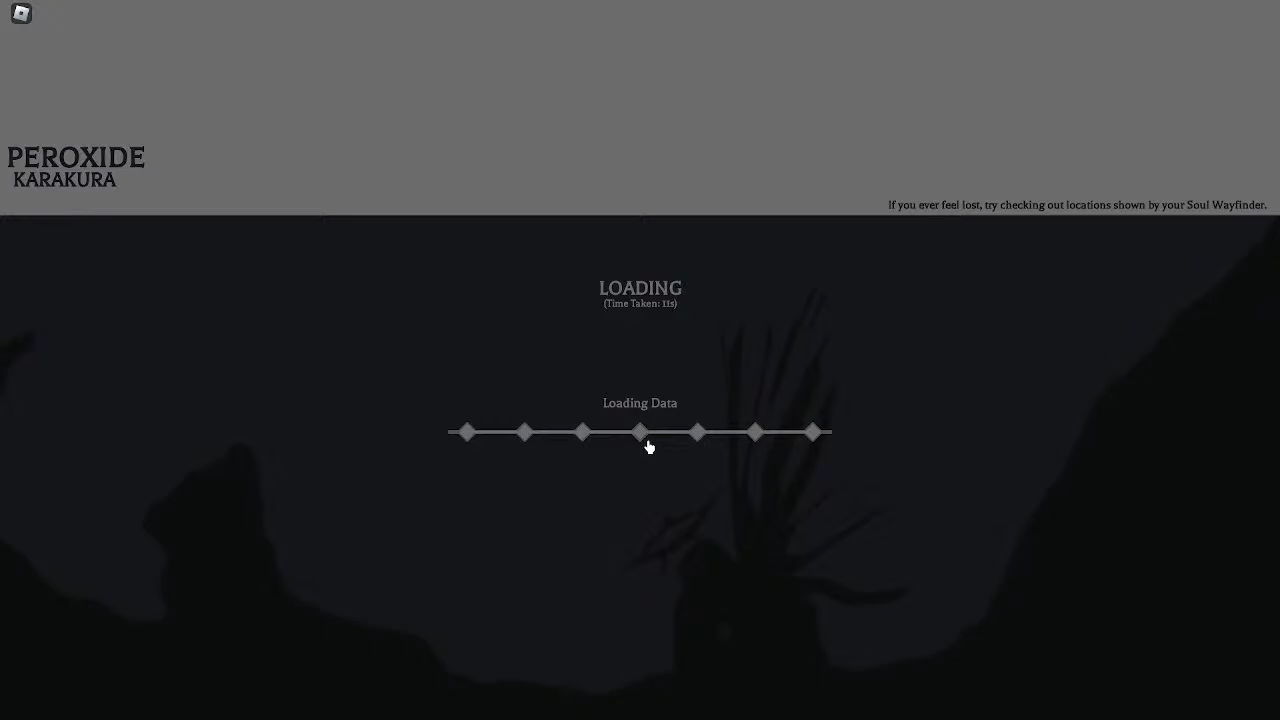 PEROXIDE
KARAKURA
If you ever feel lost, try checking out locations shown by your Soul Wayfinder.
LOADING
(Time Taken: 11s)
Loading Data